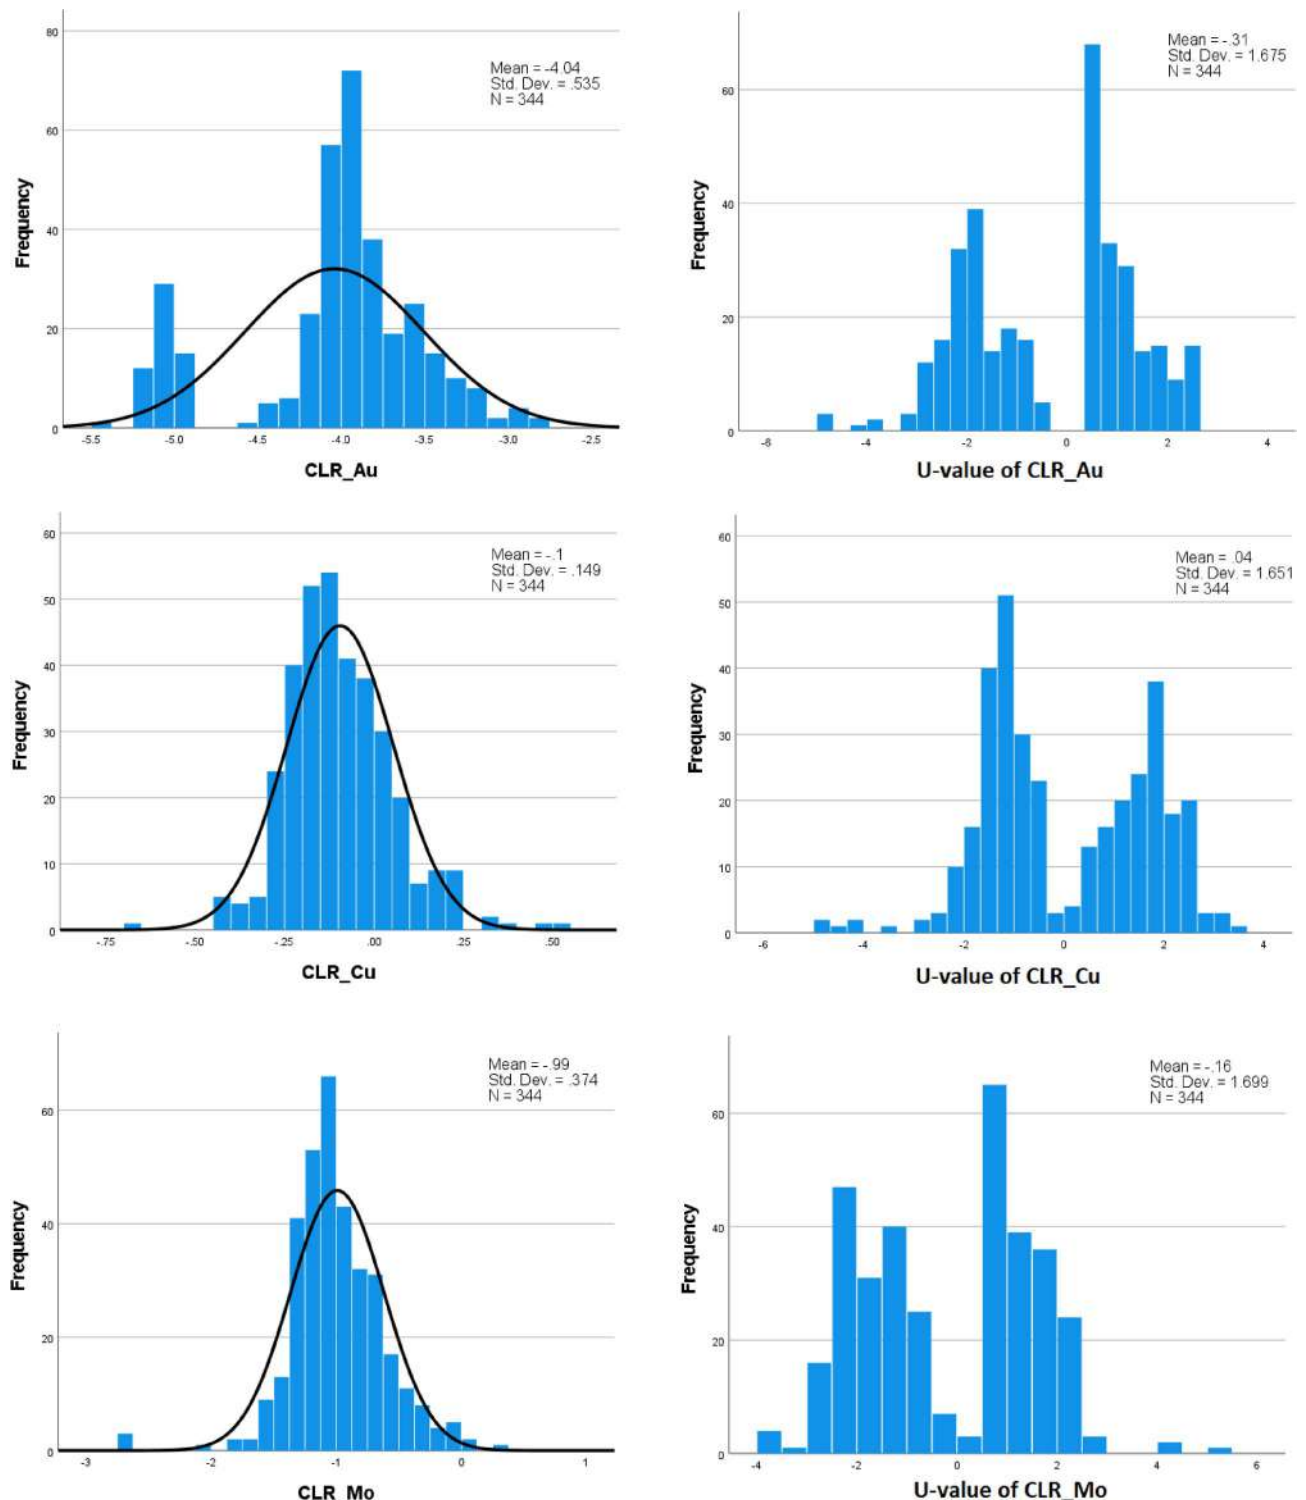 Mean = -4.04
Std. Dev. = .535
N = 344
Frequency
80
60
40
20
0
-5.5 -5.0 -4.5 -4.0 -3.5 -3.0 -2.5
CLR_Au
Mean = -.31
Std. Dev. = 1.675
N = 344
Frequency
60
40
20
0
-6 -4 -2 0 2 4
U-value of CLR_Au
Mean = -.1
Std. Dev. = .149
N = 344
Frequency
60
50
40
30
20
10
0
-.75 -.50 -.25 .00 .25 .50
CLR_Cu
Mean = .04
Std. Dev. = 1.651
N = 344
Frequency
60
50
40
30
20
10
0
-6 -4 -2 0 2 4
U-value of CLR_Cu
Mean = -.99
Std. Dev. = .374
N = 344
Frequency
60
40
20
0
-3 -2 -1 0 1
CLR_Mo
Mean = -.16
Std. Dev. = 1.699
N = 344
Frequency
60
40
20
0
-4 -2 0 2 4 6
U-value of CLR_Mo